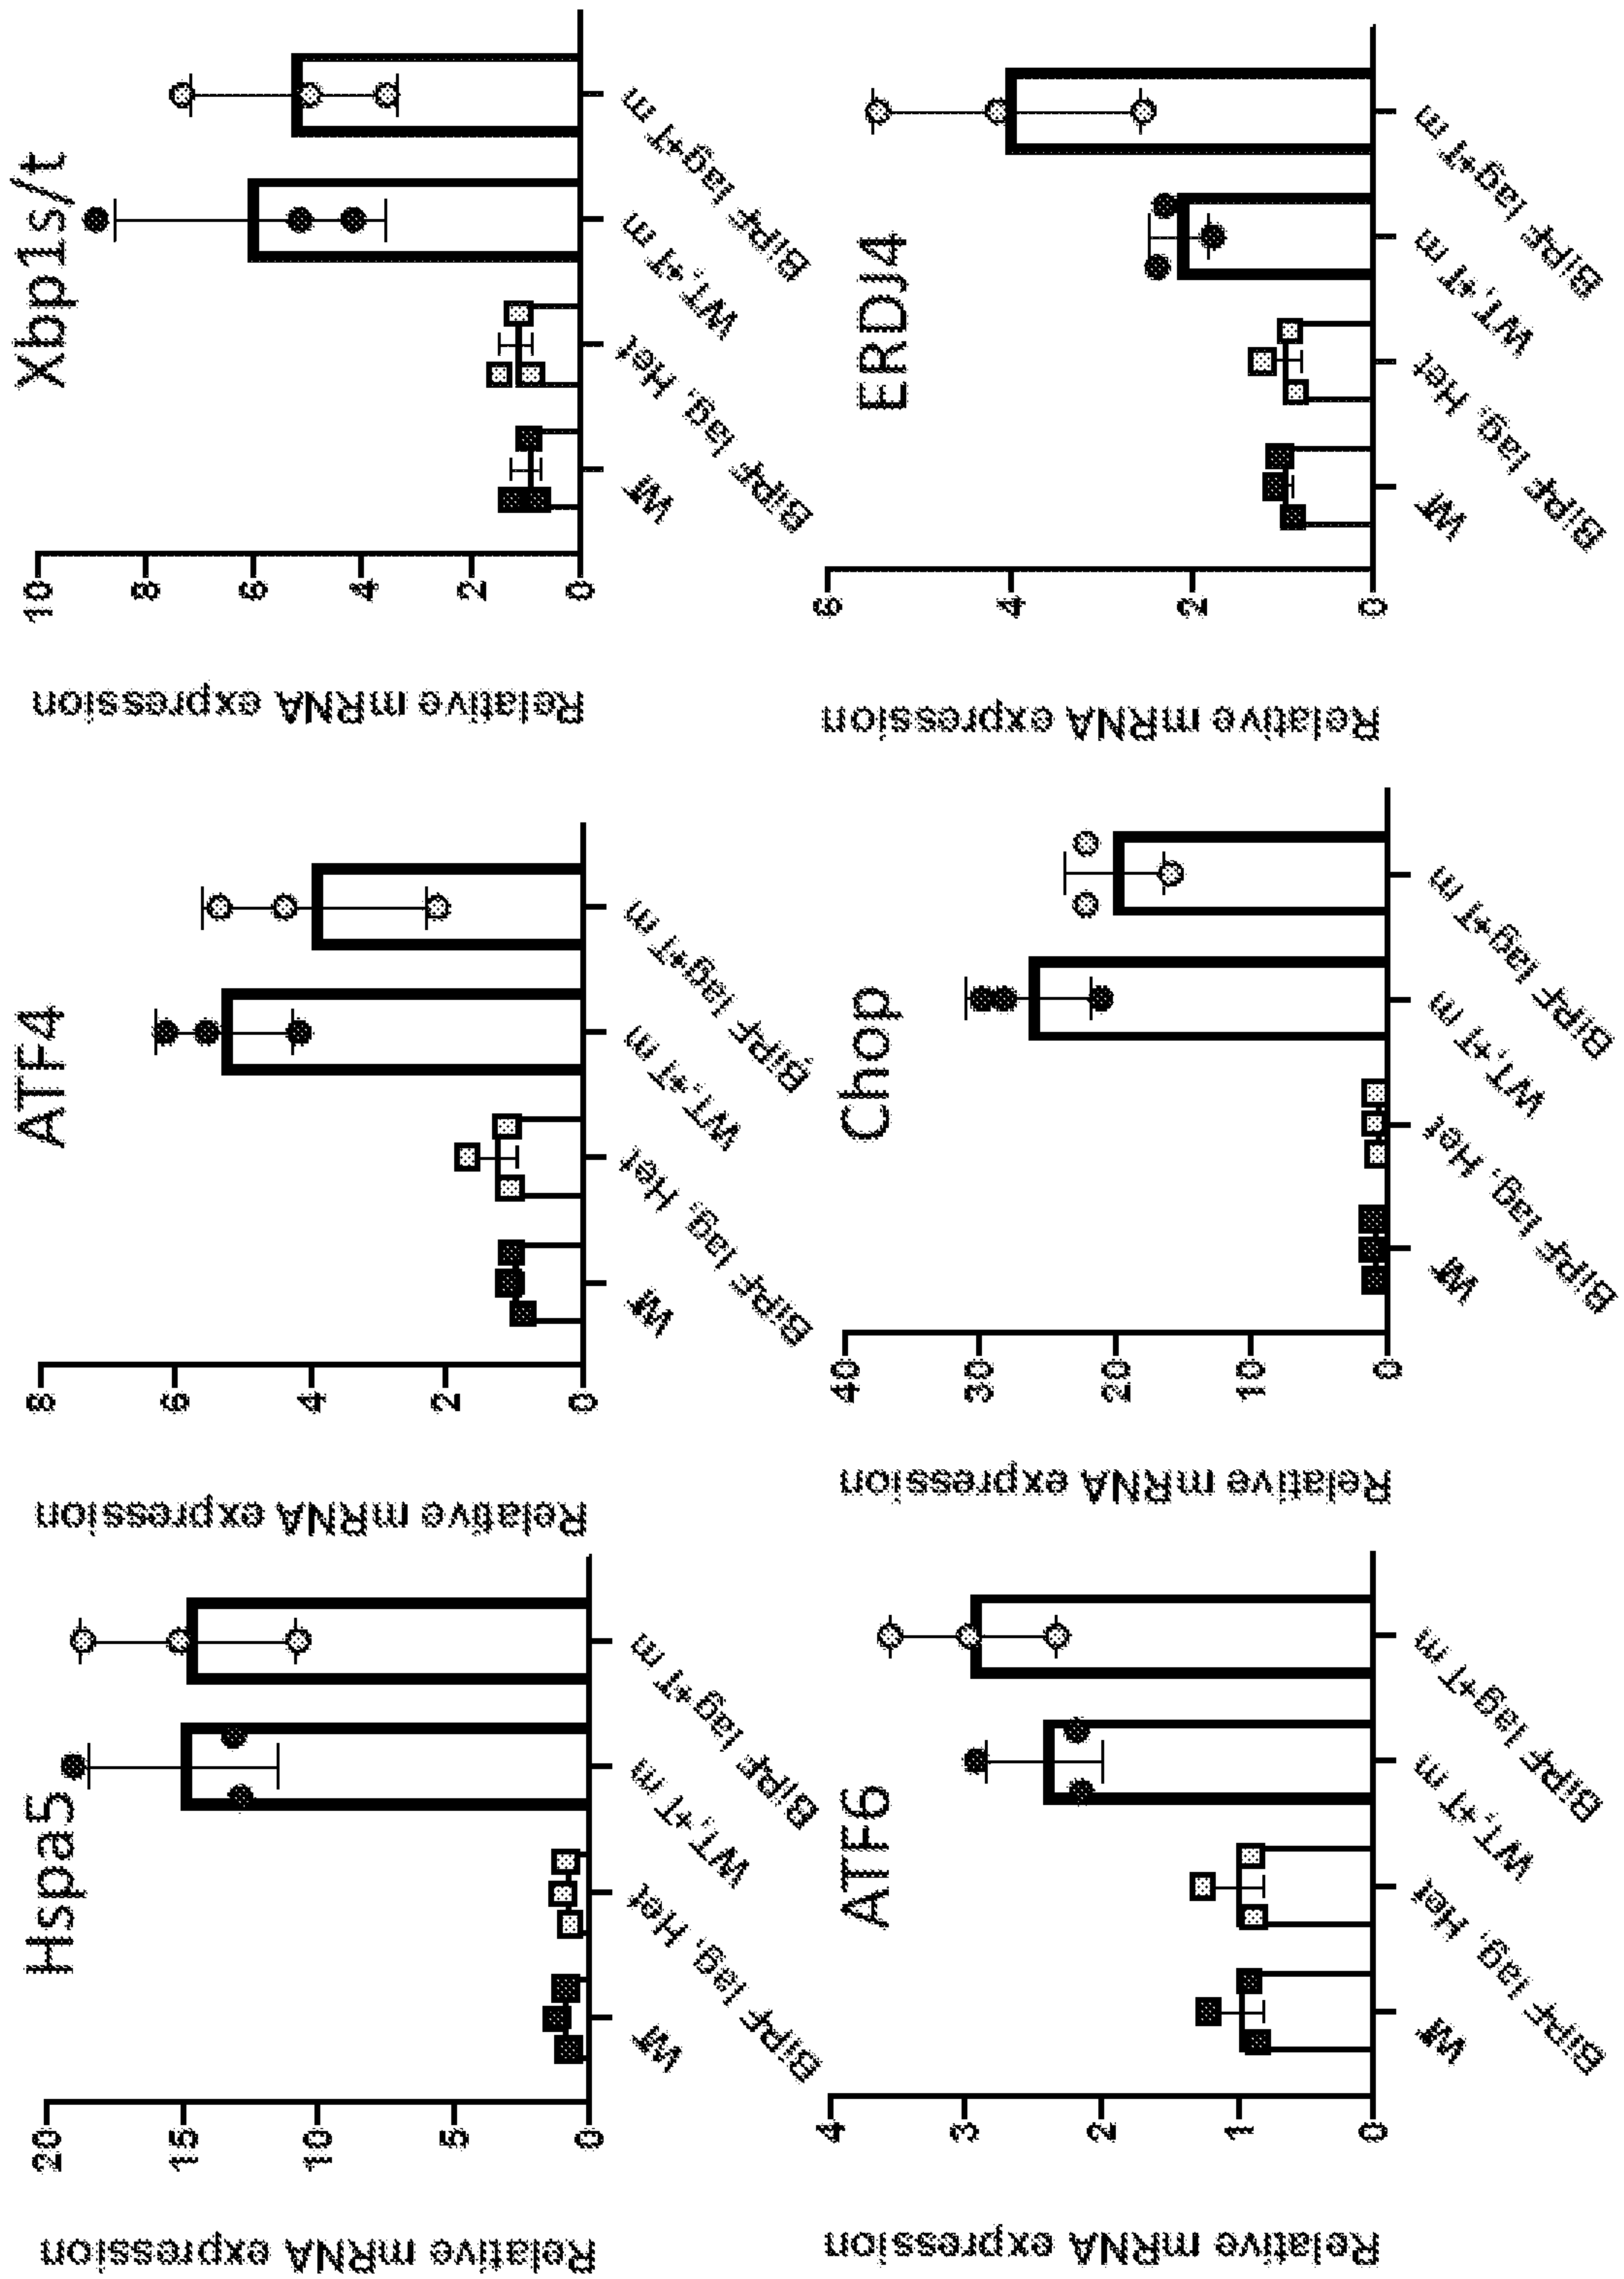 Hspa5
Relative mRNA expression
20
15
10
5
0
WT
BiPF lag, Het
WT,+T m
BiPF lag+T m
ATF4
Relative mRNA expression
8
6
4
2
0
WT
BiPF lag, Het
WT,+T m
BiPF lag+T m
Xbp1s/t
Relative mRNA expression
10
8
6
4
2
0
WT
BiPF lag, Het
WT,+T m
BiPF lag+T m
ATF6
Relative mRNA expression
4
3
2
1
0
WT
BiPF lag, Het
WT,+T m
BiPF lag+T m
Chop
Relative mRNA expression
40
30
20
10
0
WT
BiPF lag, Het
WT,+T m
BiPF lag+T m
ERDJ4
Relative mRNA expression
6
4
2
0
WT
BiPF lag, Het
WT,+T m
BiPF lag+T m